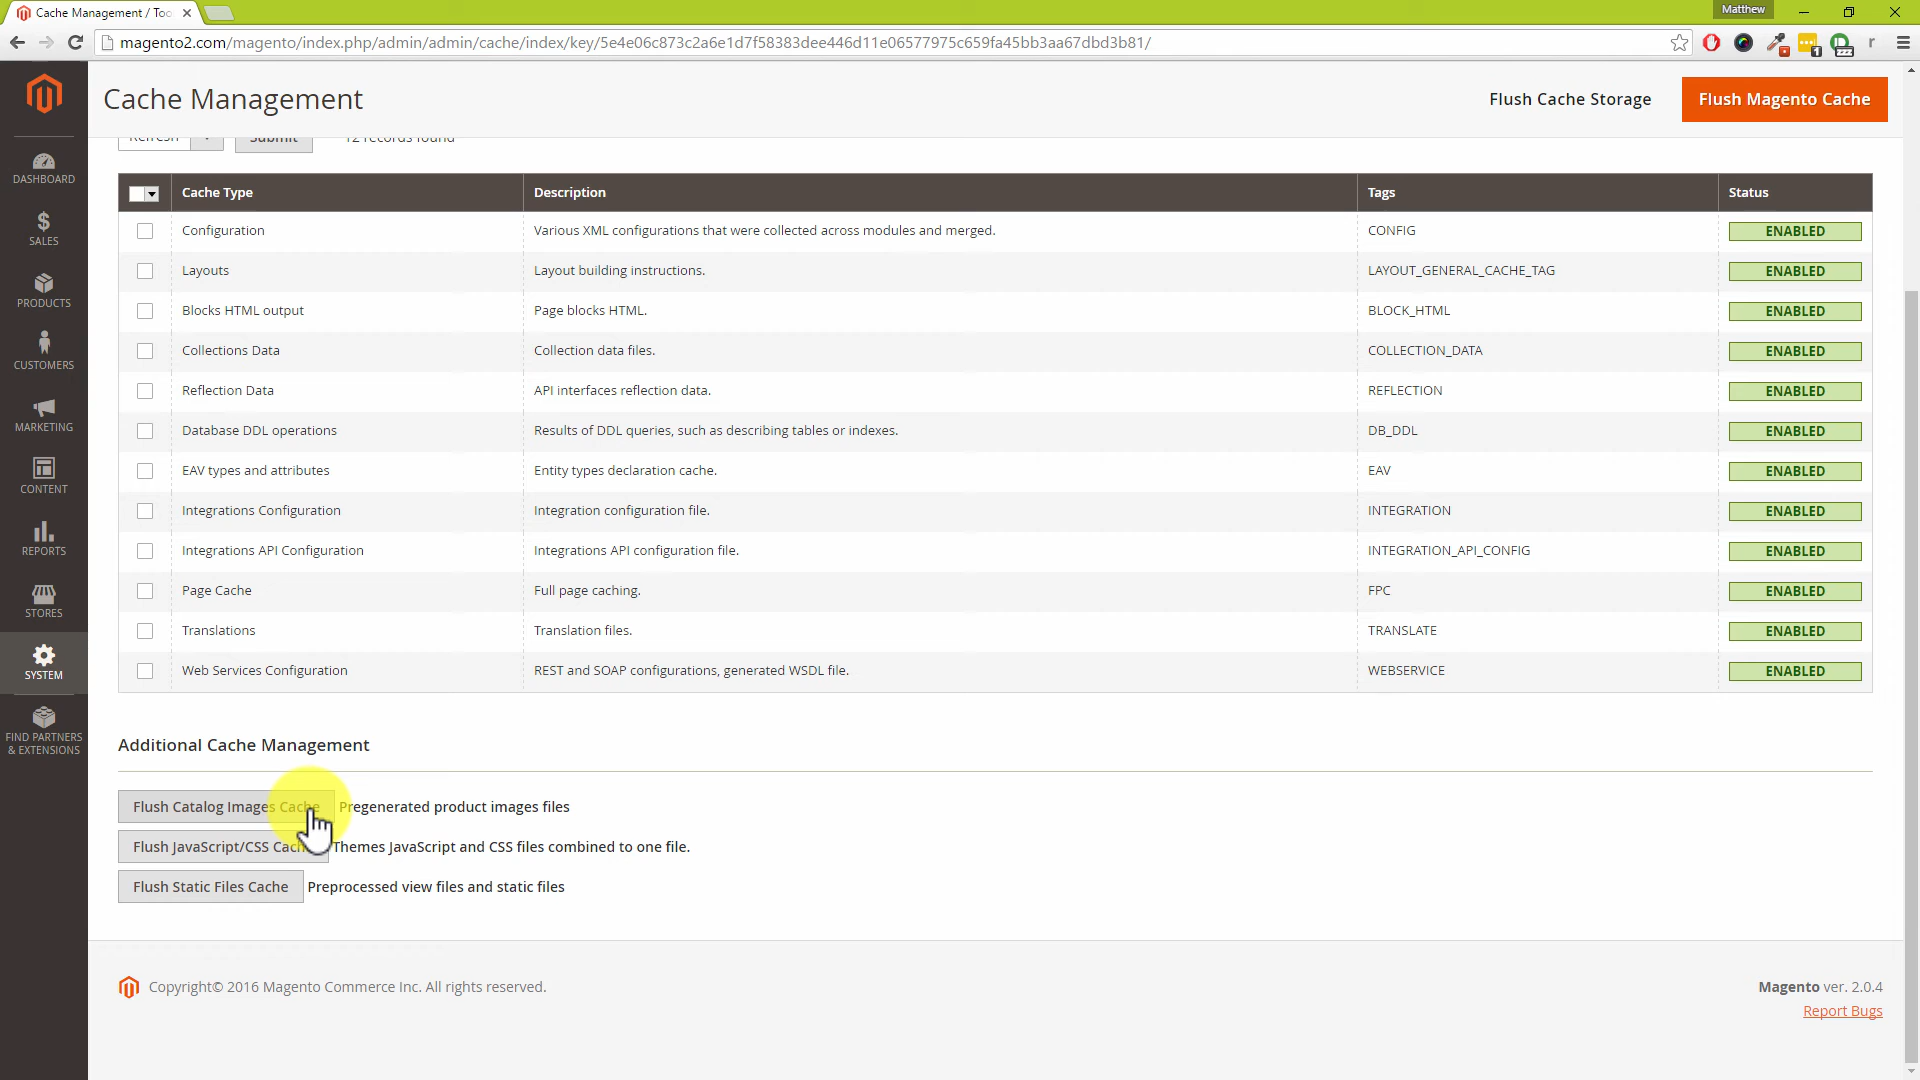 Cache Management / Too
Matthew
magento2.com/magento/index.php/admin/admin/cache/index/key/5e4e06c873c2a6e1d7f58383dee446d11e06577975c659fa45bb3aa67dbd3b81/
Cache Management
Flush Cache Storage
Flush Magento Cache
Refresh
Submit
12 records found
DASHBOARD
SALES
PRODUCTS
CUSTOMERS
MARKETING
CONTENT
REPORTS
STORES
SYSTEM
FIND PARTNERS
& EXTENSIONS
Cache Type Description Tags Status
Configuration Various XML configurations that were collected across modules and merged. CONFIG ENABLED
Layouts Layout building instructions. LAYOUT_GENERAL_CACHE_TAG ENABLED
Blocks HTML output Page blocks HTML. BLOCK_HTML ENABLED
Collections Data Collection data files. COLLECTION_DATA ENABLED
Reflection Data API interfaces reflection data. REFLECTION ENABLED
Database DDL operations Results of DDL queries, such as describing tables or indexes. DB_DDL ENABLED
EAV types and attributes Entity types declaration cache. EAV ENABLED
Integrations Configuration Integration configuration file. INTEGRATION ENABLED
Integrations API Configuration Integrations API configuration file. INTEGRATION_API_CONFIG ENABLED
Page Cache Full page caching. FPC ENABLED
Translations Translation files. TRANSLATE ENABLED
Web Services Configuration REST and SOAP configurations, generated WSDL file. WEBSERVICE ENABLED
Additional Cache Management
Flush Catalog Images Cache Pregenerated product images files
Flush JavaScript/CSS Cach Themes JavaScript and CSS files combined to one file.
Flush Static Files Cache Preprocessed view files and static files
Copyright© 2016 Magento Commerce Inc. All rights reserved.
Magento ver. 2.0.4
Report Bugs